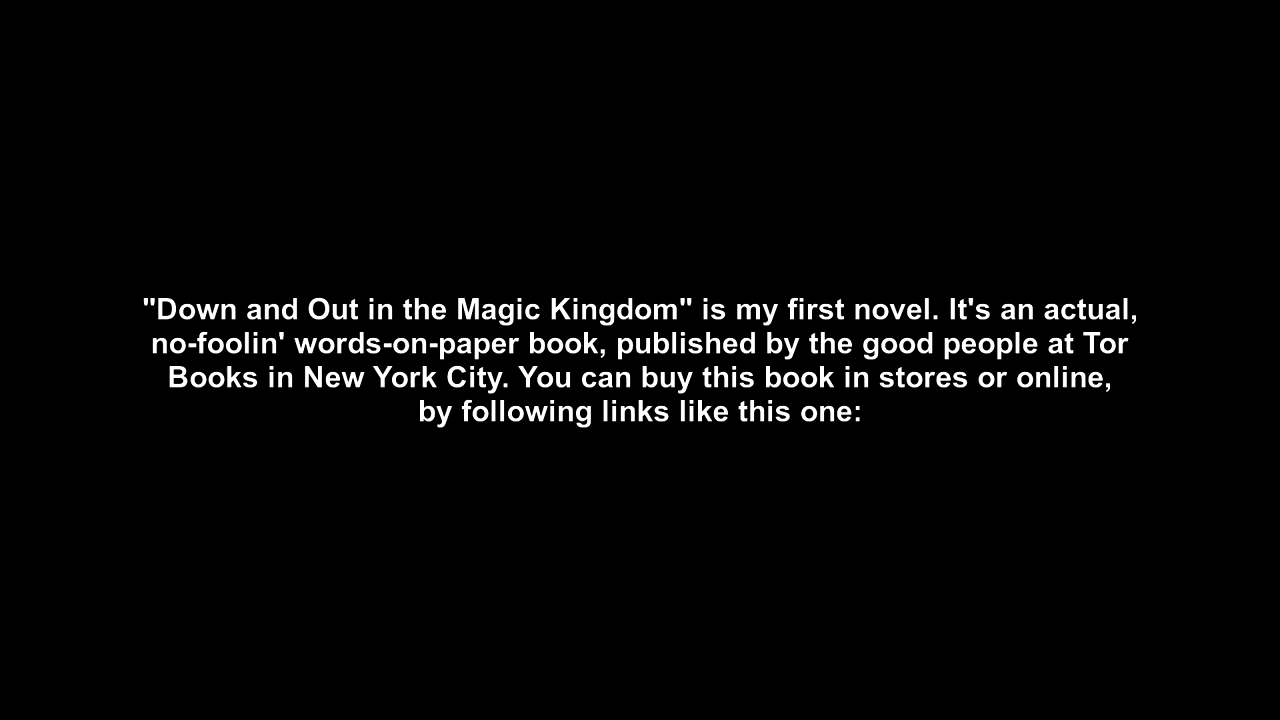 "Down and Out in the Magic Kingdom" is my first novel. It's an actual,
no-foolin' words-on-paper book, published by the good people at Tor
Books in New York City. You can buy this book in stores or online,
by following links like this one: